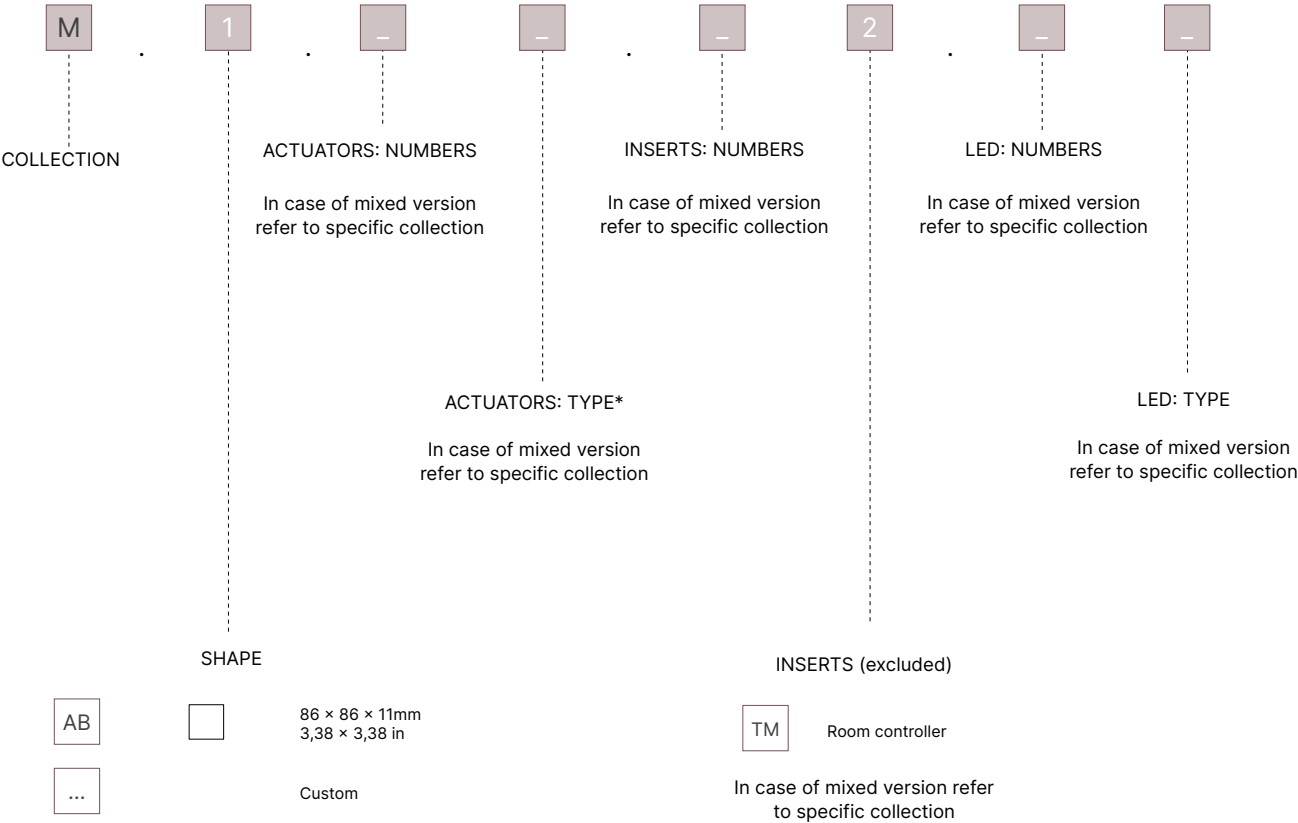 M . 1 . _ _ . _ 2 . _ _
COLLECTION
ACTUATORS: NUMBERS
In case of mixed version
refer to specific collection
INSERTS: NUMBERS
In case of mixed version
refer to specific collection
LED: NUMBERS
In case of mixed version
refer to specific collection
ACTUATORS: TYPE*
In case of mixed version
refer to specific collection
LED: TYPE
In case of mixed version
refer to specific collection
SHAPE
AB
86 × 86 × 11mm
3,38 × 3,38 in
...
Custom
INSERTS (excluded)
TM
Room controller
In case of mixed version refer
to specific collection